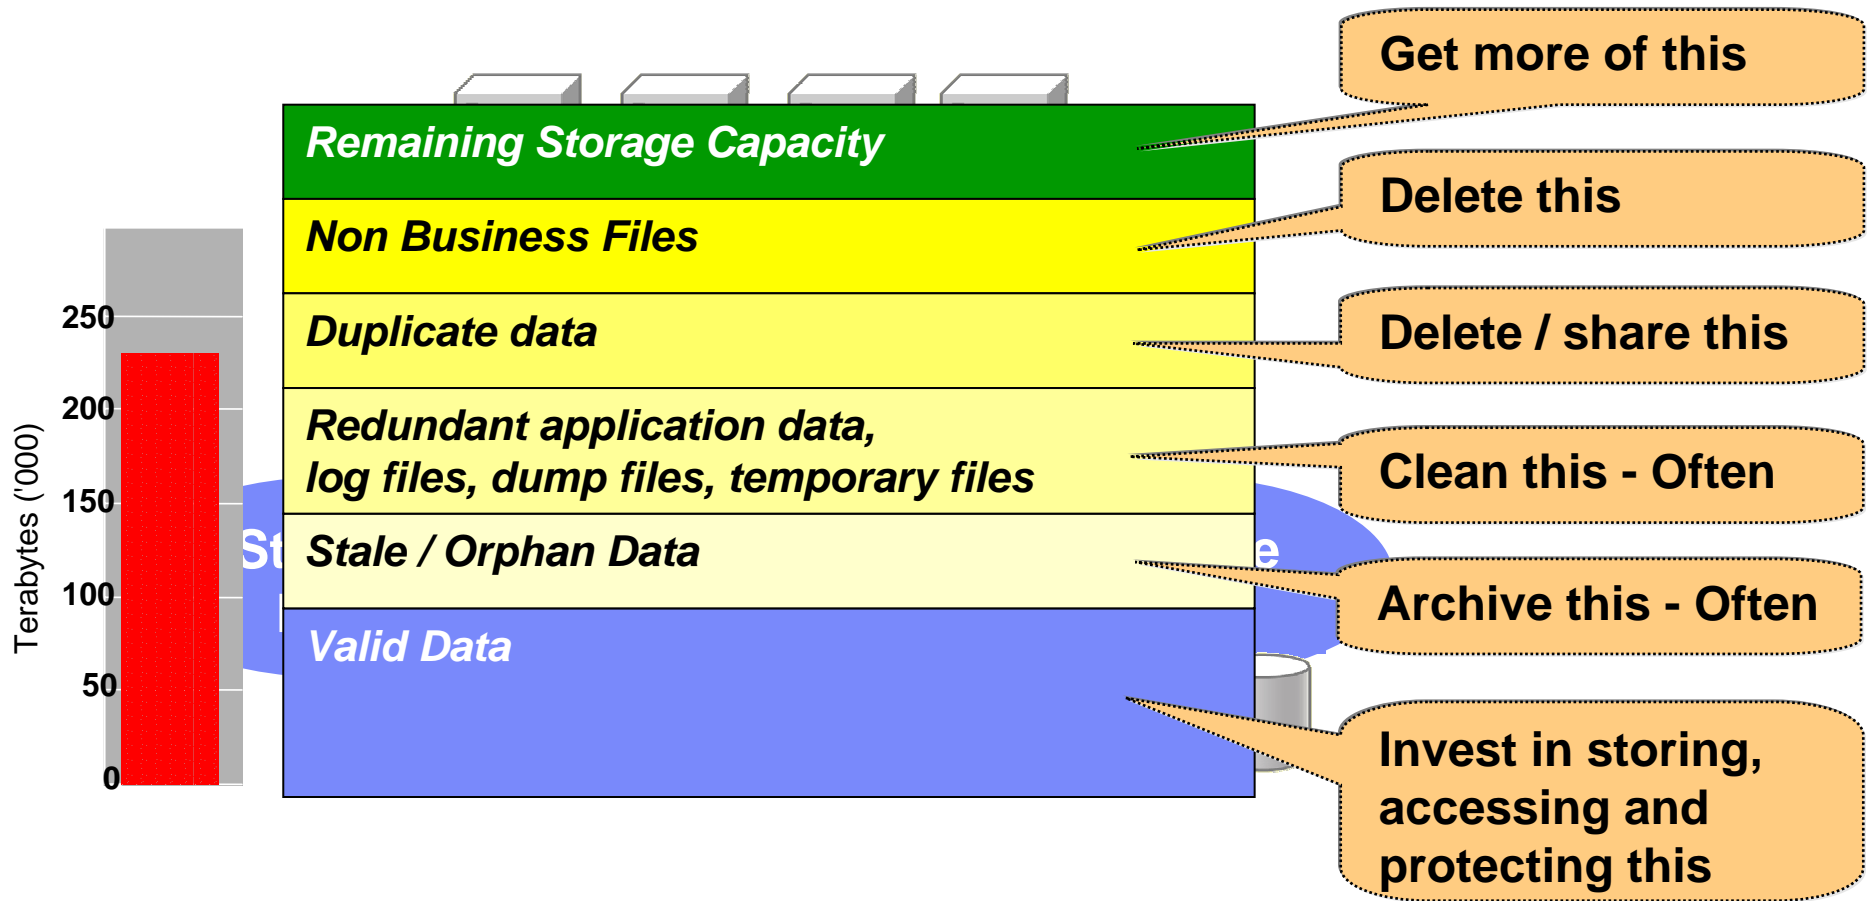 Get more of this
Remaining Storage Capacity
Delete this
Non Business Files
250
Duplicate data
Delete / share this
200
Redundant application data,
log files, dump files, temporary files
Clean this - Often
150
Terabytes ('000)
Stale / Orphan Data
100
Archive this - Often
Valid Data
50
0
Invest in storing,
accessing and
protecting this